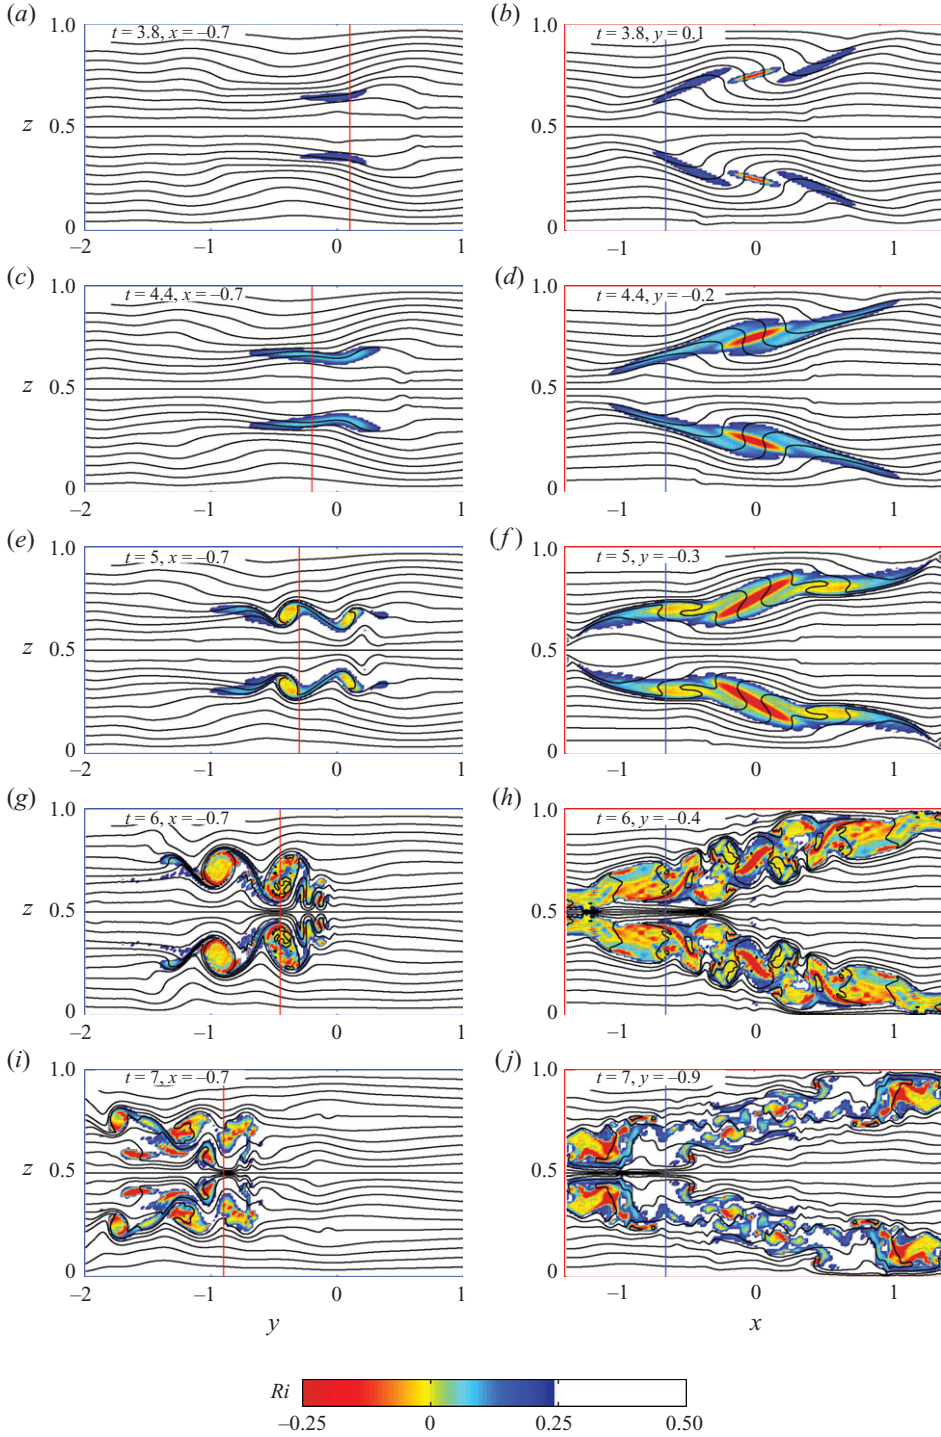 (a) (b)
1.0 t = 3.8, x = –0.7 1.0 t = 3.8, y = 0.1
z 0.5 0.5
0 0
–2 –1 0 1 –1 0 1
(c) (d)
1.0 t = 4.4, x = –0.7 1.0 t = 4.4, y = –0.2
z 0.5 0.5
0 0
–2 –1 0 1 –1 0 1
(e) (f)
1.0 t = 5, x = –0.7 1.0 t = 5, y = –0.3
z 0.5 0.5
0 0
–2 –1 0 1 –1 0 1
(g) (h)
1.0 t = 6, x = –0.7 1.0 t = 6, y = –0.4
z 0.5 0.5
0 0
–2 –1 0 1 –1 0 1
(i) (j)
1.0 t = 7, x = –0.7 1.0 t = 7, y = –0.9
z 0.5 0.5
0 0
–2 –1 0 1 –1 0 1
y x
Ri
–0.25 0 0.25 0.50